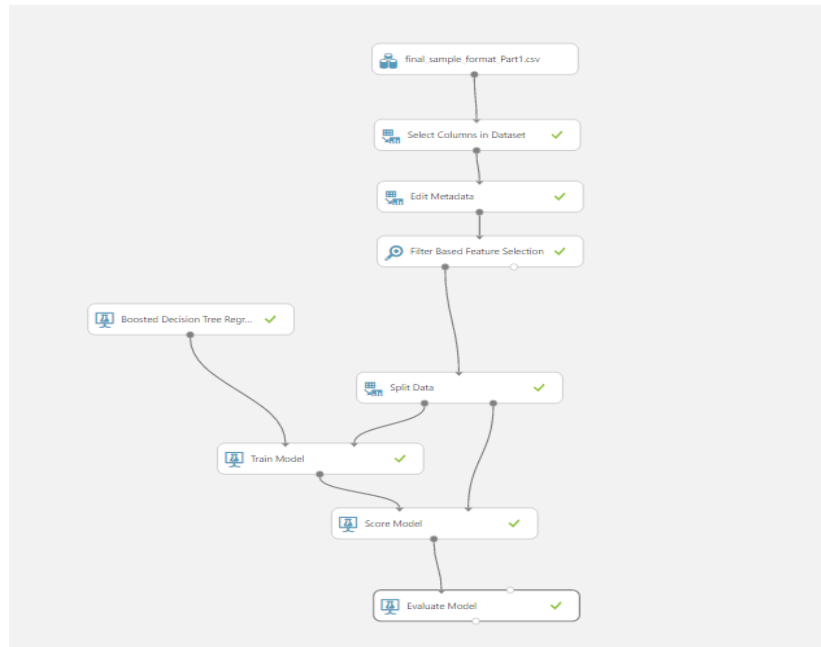 final_sample_format_Part1.csv
Select Columns in Dataset
Edit Metadata
Filter Based Feature Selection
Boosted Decision Tree Regr...
Split Data
Train Model
Score Model
Evaluate Model